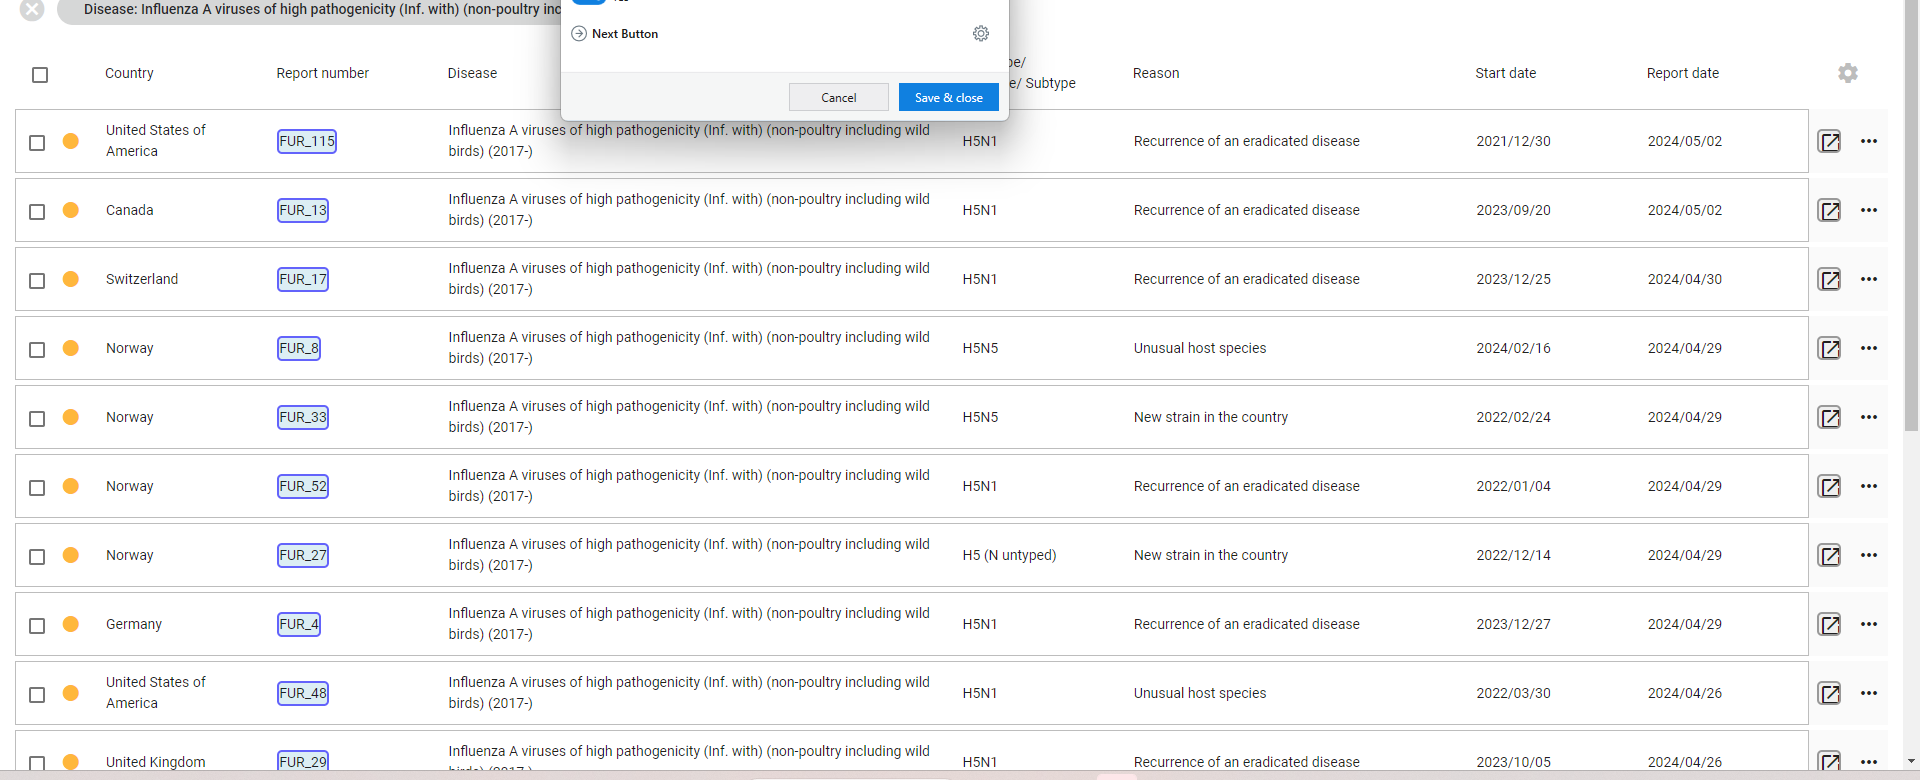 Disease: Influenza A viruses of high pathogenicity (Inf. with) (non-poultry inc
Next Button
Cancel
Save & close
Country
Report number
Disease
pe/
e/ Subtype
Reason
Start date
Report date
United States of
America
FUR_115
Influenza A viruses of high pathogenicity (Inf. with) (non-poultry including wild
birds) (2017-)
H5N1
Recurrence of an eradicated disease
2021/12/30
2024/05/02
Canada
FUR_13
Influenza A viruses of high pathogenicity (Inf. with) (non-poultry including wild
birds) (2017-)
H5N1
Recurrence of an eradicated disease
2023/09/20
2024/05/02
Switzerland
FUR_17
Influenza A viruses of high pathogenicity (Inf. with) (non-poultry including wild
birds) (2017-)
H5N1
Recurrence of an eradicated disease
2023/12/25
2024/04/30
Norway
FUR_8
Influenza A viruses of high pathogenicity (Inf. with) (non-poultry including wild
birds) (2017-)
H5N5
Unusual host species
2024/02/16
2024/04/29
Norway
FUR_33
Influenza A viruses of high pathogenicity (Inf. with) (non-poultry including wild
birds) (2017-)
H5N5
New strain in the country
2022/02/24
2024/04/29
Norway
FUR_52
Influenza A viruses of high pathogenicity (Inf. with) (non-poultry including wild
birds) (2017-)
H5N1
Recurrence of an eradicated disease
2022/01/04
2024/04/29
Norway
FUR_27
Influenza A viruses of high pathogenicity (Inf. with) (non-poultry including wild
birds) (2017-)
H5 (N untyped)
New strain in the country
2022/12/14
2024/04/29
Germany
FUR_4
Influenza A viruses of high pathogenicity (Inf. with) (non-poultry including wild
birds) (2017-)
H5N1
Recurrence of an eradicated disease
2023/12/27
2024/04/29
United States of
America
FUR_48
Influenza A viruses of high pathogenicity (Inf. with) (non-poultry including wild
birds) (2017-)
H5N1
Unusual host species
2022/03/30
2024/04/26
United Kingdom
FUR_29
Influenza A viruses of high pathogenicity (Inf. with) (non-poultry including wild
birds) (2017-)
H5N1
Recurrence of an eradicated disease
2023/10/05
2024/04/26